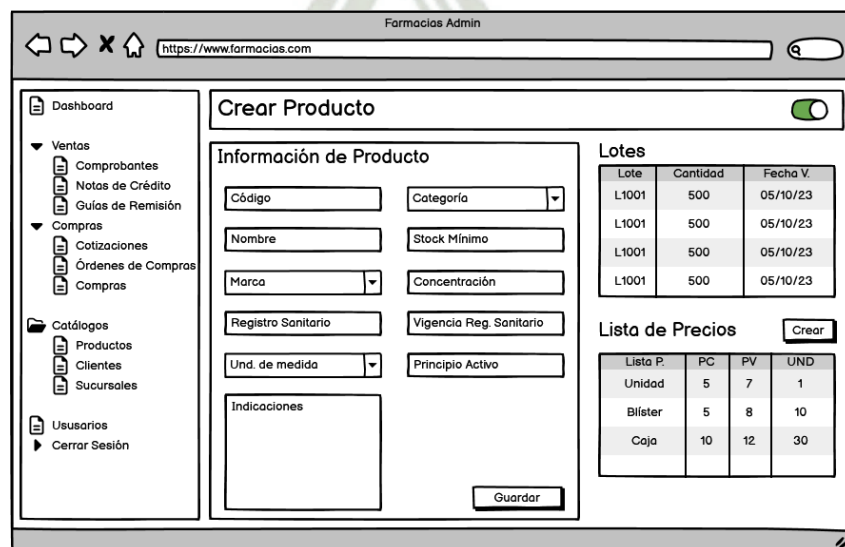 Farmacias Admin
https://www.farmacias.com
Dashboard
Ventas
Comprobantes
Notas de Crédito
Guías de Remisión
Compras
Cotizaciones
Órdenes de Compras
Compras
Catálogos
Productos
Clientes
Sucursales
Ususarios
Cerrar Sesión
Crear Producto
Información de Producto
Código
Categoría
Nombre
Stock Mínimo
Marca
Concentración
Registro Sanitario
Vigencia Reg. Sanitario
Und. de medida
Principio Activo
Indicaciones
Guardar
Lotes
Lote Cantidad Fecha V.
L1001 500 05/10/23
L1001 500 05/10/23
L1001 500 05/10/23
L1001 500 05/10/23
Lista de Precios
Crear
Lista P. PC PV UND
Unidad 5 7 1
Blíster 5 8 10
Caja 10 12 30